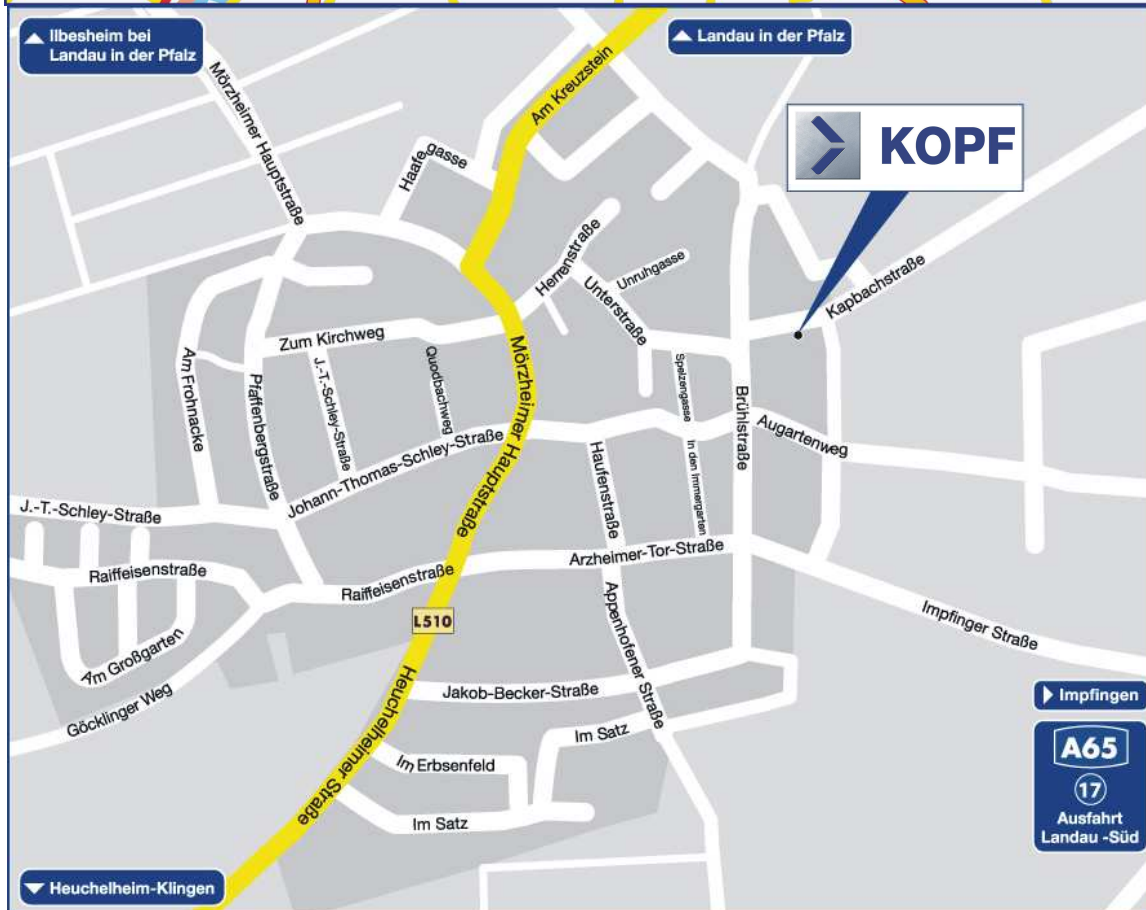 Ilbesheim bei
Landau in der Pfalz
Landau in der Pfalz
Mörzheimer Hauptstraße
Am Kreuzstein
Haafegasse
KOPF
Herrenstraße
Unruhgasse
Unterstraße
Kapbachstraße
Zum Kirchweg
Mörzheimer Hauptstraße
Quodbachweg
J.-T.-Schley-Straße
Spelzengasse
Am Frohnacke
Pfaffenbergstraße
Brühlstraße
Augartenweg
Johann-Thomas-Schley-Straße
Haufenstraße
In den Immergarten
J.-T.-Schley-Straße
Raiffeisenstraße
Raiffeisenstraße
Arzheimer-Tor-Straße
L510
Appenhofener Straße
Impfinger Straße
Am Großgarten
Göcklinger Weg
Heuchelheimer Straße
Jakob-Becker-Straße
Impfingen
Im Satz
Im Erbsenfeld
A65
17
Ausfahrt
Landau -Süd
Im Satz
Heuchelheim-Klingen